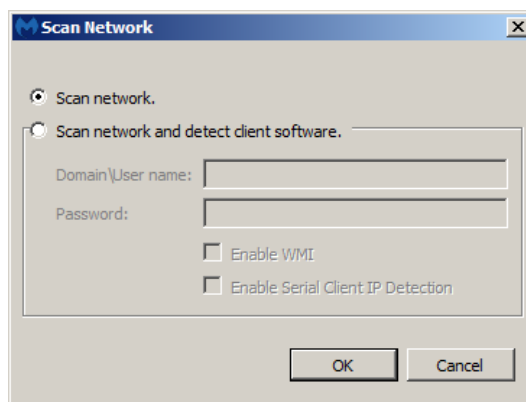 Scan Network
Scan network.
Scan network and detect client software.
Domain\User name:
Password:
Enable WMI
Enable Serial Client IP Detection
OK Cancel